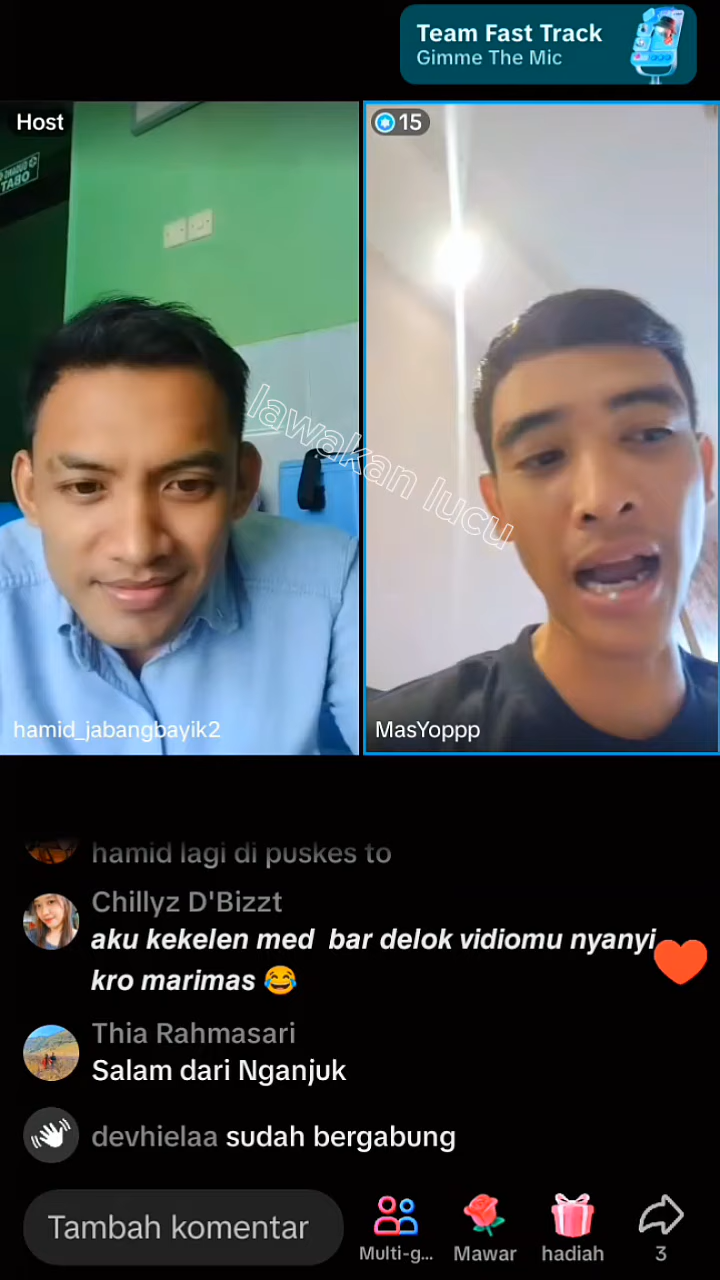 Team Fast Track
Gimme The Mic
Host
15
OBAT
lawakan lucu
hamid_jabangbayik2
MasYoppp
hamid lagi di puskes to
Chillyz D'Bizzt
aku kekelen med bar delok vidiomu nyanyi
kro marimas 😂
Thia Rahmasari
Salam dari Nganjuk
devhielaa sudah bergabung
Tambah komentar
Multi-g...
Mawar
hadiah
3